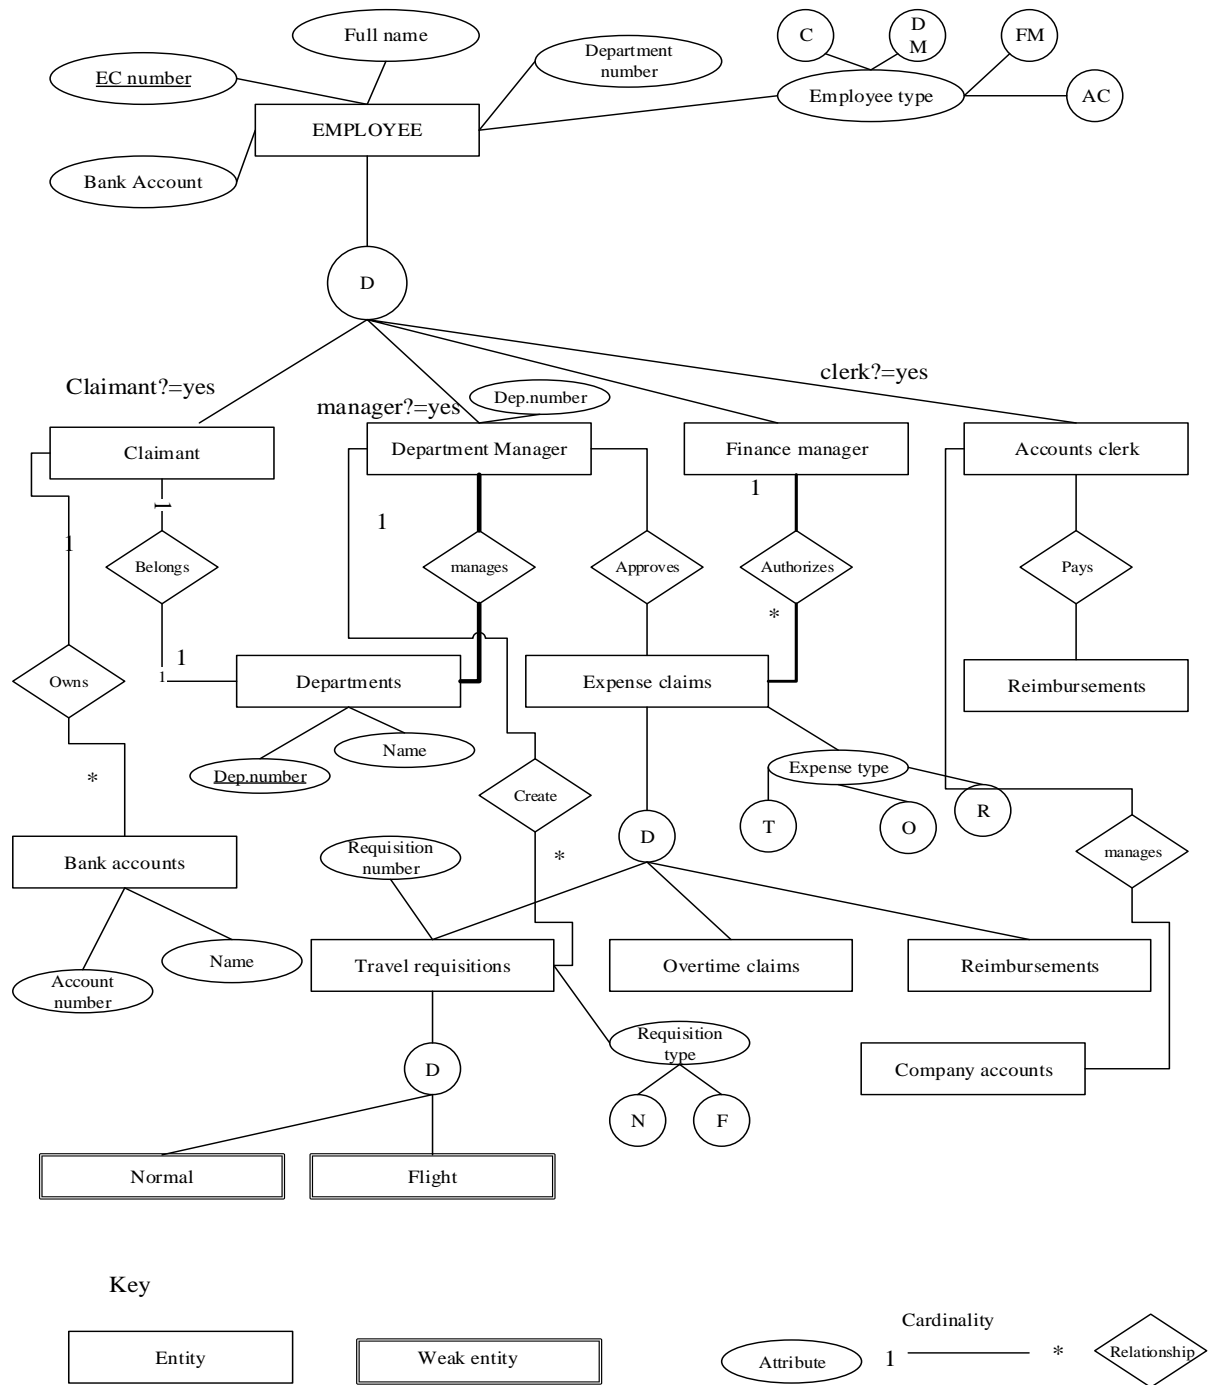 Full name
C
D
M
FM
EC number
Department
number
Employee type
AC
EMPLOYEE
Bank Account
D
Claimant?=yes
manager?=yes
Dep.number
clerk?=yes
Claimant
Department Manager
Finance manager
Accounts clerk
1
1
1
1
Belongs
manages
Approves
Authorizes
Pays
*
1
1
Owns
Departments
Expense claims
Reimbursements
Dep.number
Name
Expense type
*
Create
T
O
R
D
Bank accounts
Requisition
number
*
manages
Account
number
Name
Travel requisitions
Overtime claims
Reimbursements
D
Requisition
type
Company accounts
N
F
Normal
Flight
Key
Cardinality
Entity
Weak entity
Attribute
1
*
Relationship